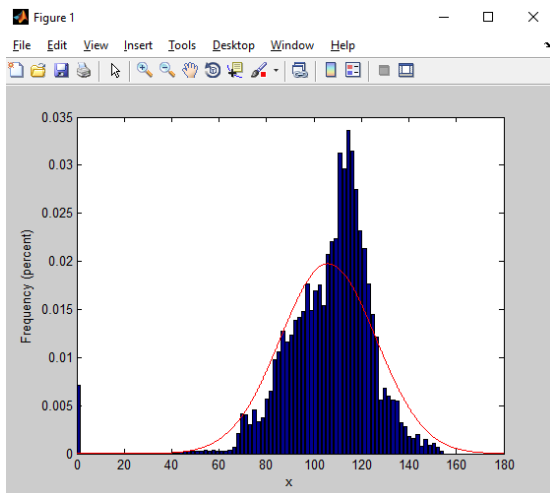 Figure 1
File Edit View Insert Tools Desktop Window Help
0.035
0.03
0.025
0.02
0.015
0.01
0.005
0
Frequency (percent)
0 20 40 60 80 100 120 140 160 180
x